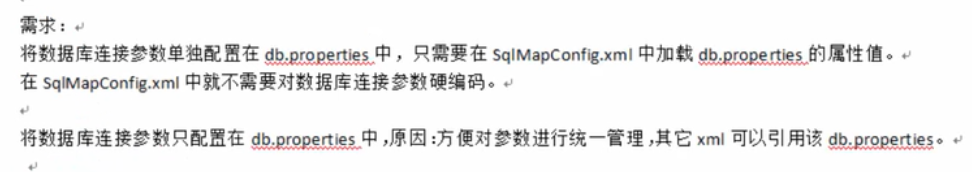 需求：
将数据库连接参数单独配置在 db.properties 中，只需要在 SqlMapConfig.xml 中加载 db.properties 的属性值。
在 SqlMapConfig.xml 中就不需要对数据库连接参数硬编码。
将数据库连接参数只配置在 db.properties 中,原因:方便对参数进行统一管理,其它 xml 可以引用该 db.properties。